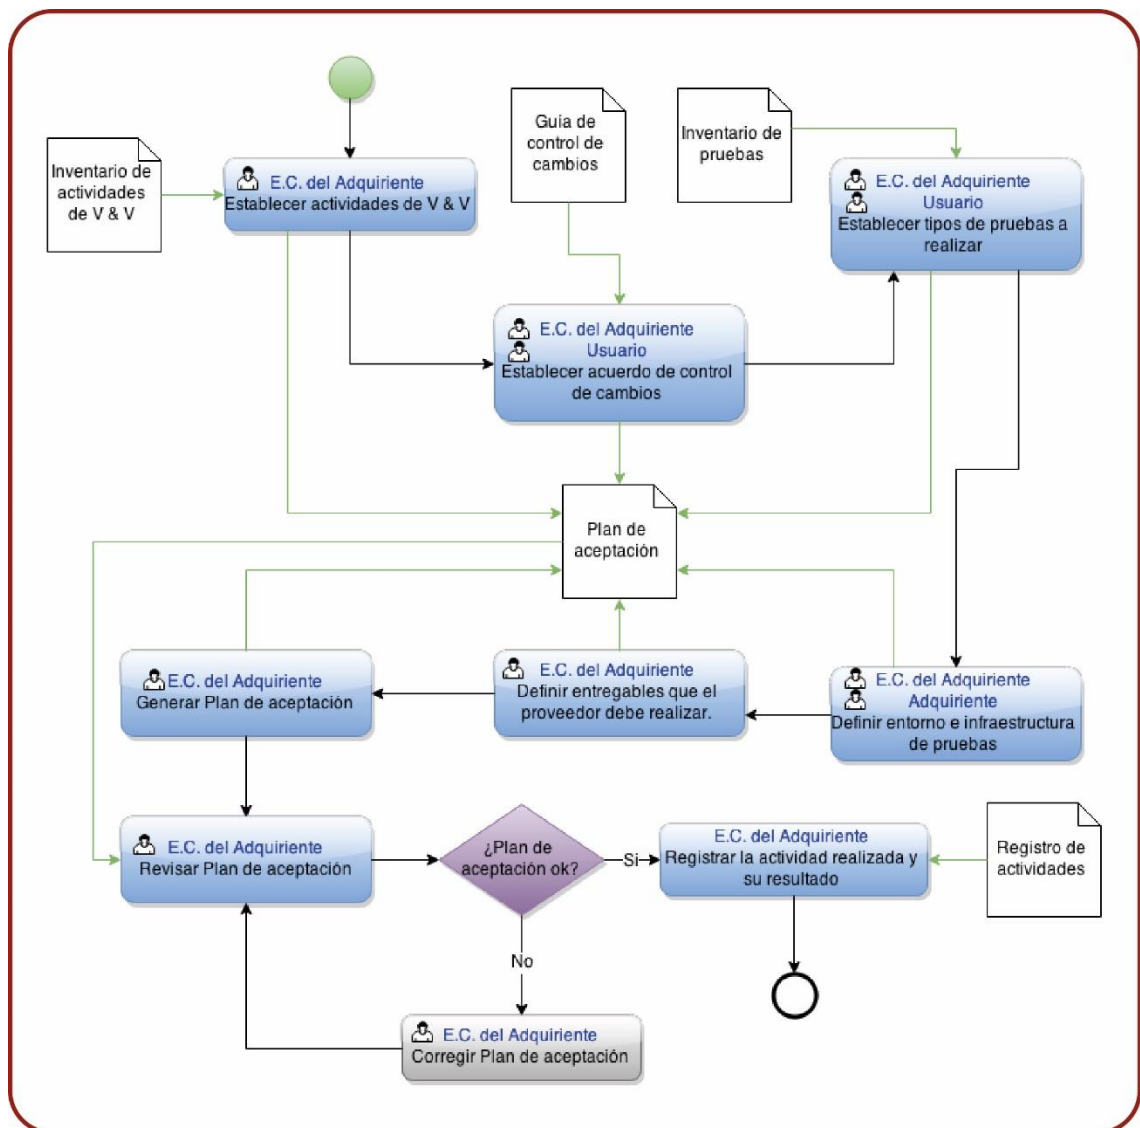 Inventario de
actividades
de V & V
E.C. del Adquiriente
Establecer actividades de V & V
Guía de
control de
cambios
Inventario de
pruebas
E.C. del Adquiriente
Usuario
Establecer tipos de pruebas a
realizar
E.C. del Adquiriente
Usuario
Establecer acuerdo de control
de cambios
Plan de
aceptación
E.C. del Adquiriente
Generar Plan de aceptación
E.C. del Adquiriente
Definir entregables que el
proveedor debe realizar.
E.C. del Adquiriente
Adquiriente
Definir entorno e infraestructura
de pruebas
E.C. del Adquiriente
Revisar Plan de aceptación
¿Plan de
aceptación ok?
Si
E.C. del Adquiriente
Registrar la actividad realizada y
su resultado
Registro de
actividades
No
E.C. del Adquiriente
Corregir Plan de aceptación